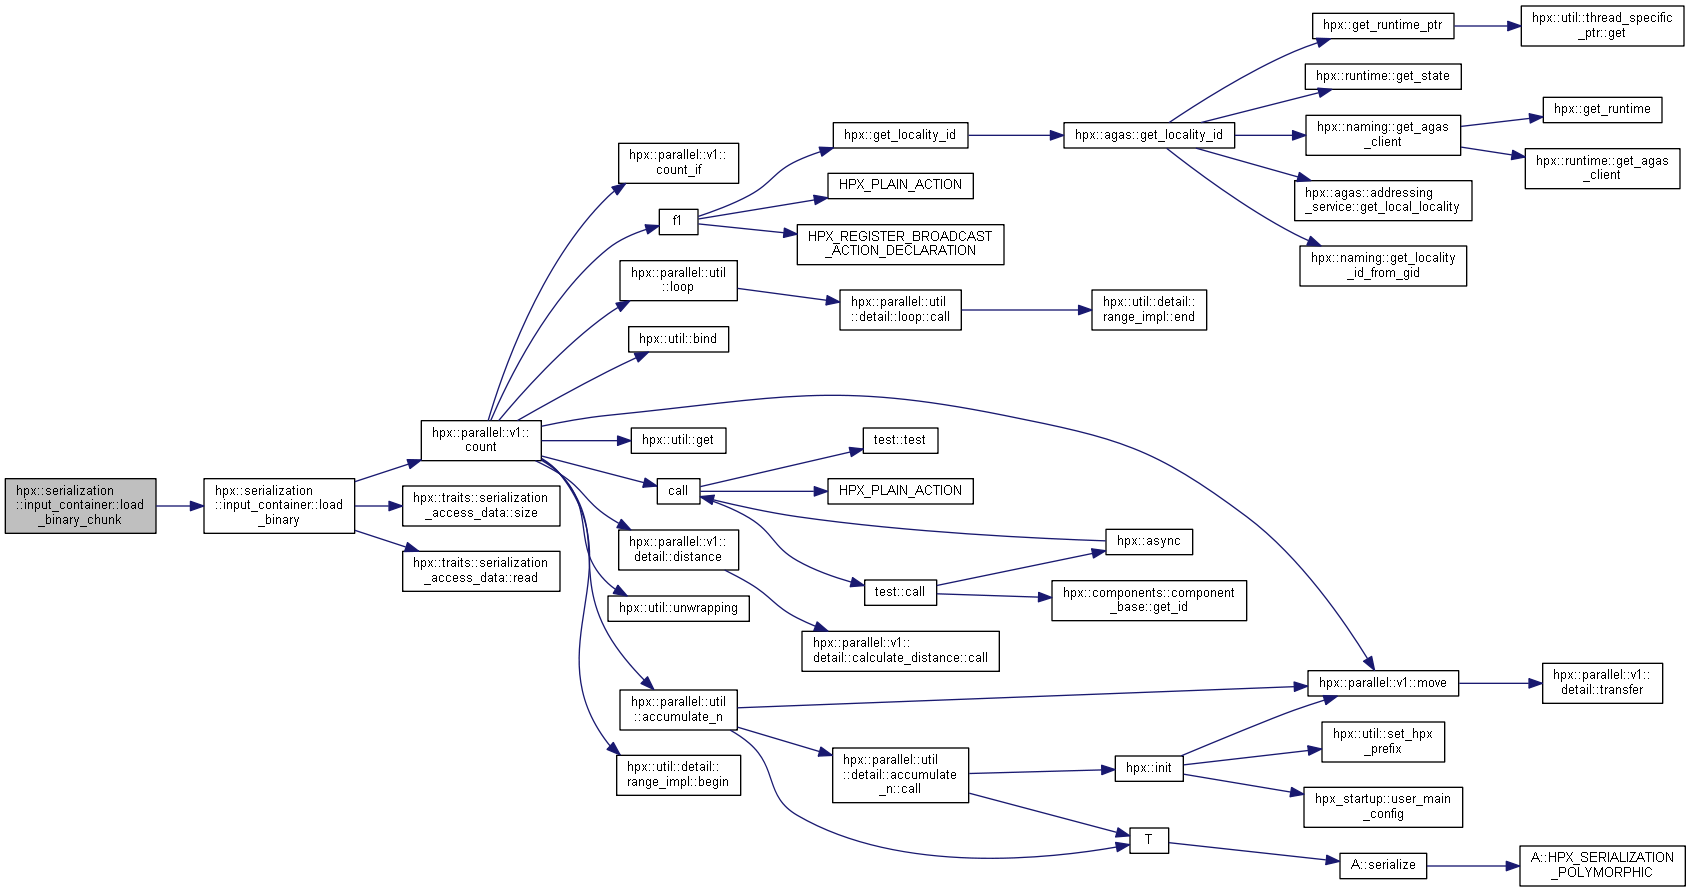 hpx::serialization
::input_container::load
_binary_chunk
hpx::serialization
::input_container::load
_binary
hpx::parallel::v1::
count
hpx::traits::serialization
_access_data::size
hpx::traits::serialization
_access_data::read
hpx::parallel::v1::
count_if
f1
hpx::parallel::util
::loop
hpx::util::bind
hpx::util::get
call
hpx::parallel::v1::
detail::distance
hpx::util::unwrapping
hpx::parallel::util
::accumulate_n
hpx::util::detail::
range_impl::begin
hpx::get_locality_id
HPX_PLAIN_ACTION
HPX_REGISTER_BROADCAST
_ACTION_DECLARATION
hpx::parallel::util
::detail::loop::call
test::test
HPX_PLAIN_ACTION
test::call
hpx::parallel::v1::
detail::calculate_distance::call
hpx::parallel::util
::detail::accumulate
_n::call
hpx::agas::get_locality_id
hpx::util::detail::
range_impl::end
hpx::async
hpx::components::component
_base::get_id
hpx::init
T
hpx::get_runtime_ptr
hpx::runtime::get_state
hpx::naming::get_agas
_client
hpx::agas::addressing
_service::get_local_locality
hpx::naming::get_locality
_id_from_gid
hpx::parallel::v1::move
hpx::util::set_hpx
_prefix
hpx_startup::user_main
_config
A::serialize
hpx::util::thread_specific
_ptr::get
hpx::get_runtime
hpx::runtime::get_agas
_client
hpx::parallel::v1::
detail::transfer
A::HPX_SERIALIZATION
_POLYMORPHIC